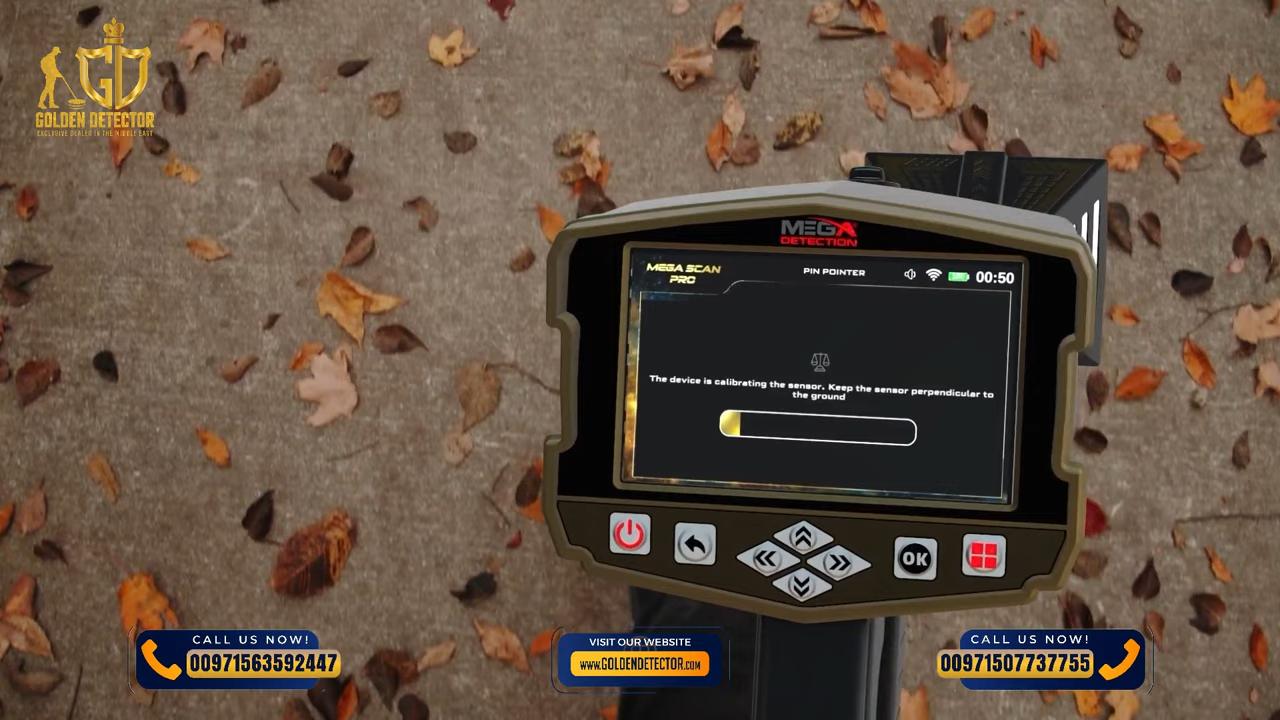 GOLDEN DETECTOR
EXCLUSIVE DEALER IN THE MIDDLE EAST
MEGA
DETECTION
MEGA SCAN
PRO
PIN POINTER
00:50
The device is calibrating the sensor. Keep the sensor perpendicular to
the ground
OK
CALL US NOW!
00971563592447
VISIT OUR WEBSITE
www.GOLDENDETECTOR.com
CALL US NOW!
00971507737755